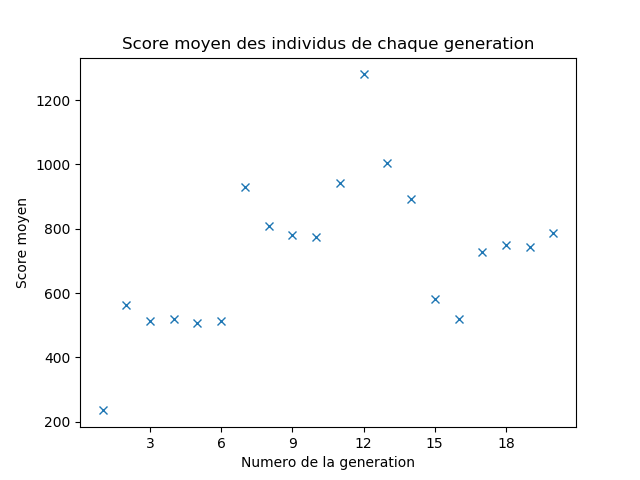 Score moyen des individus de chaque generation
1200
1000
800
600
400
200
Score moyen
3 6 9 12 15 18
Numero de la generation